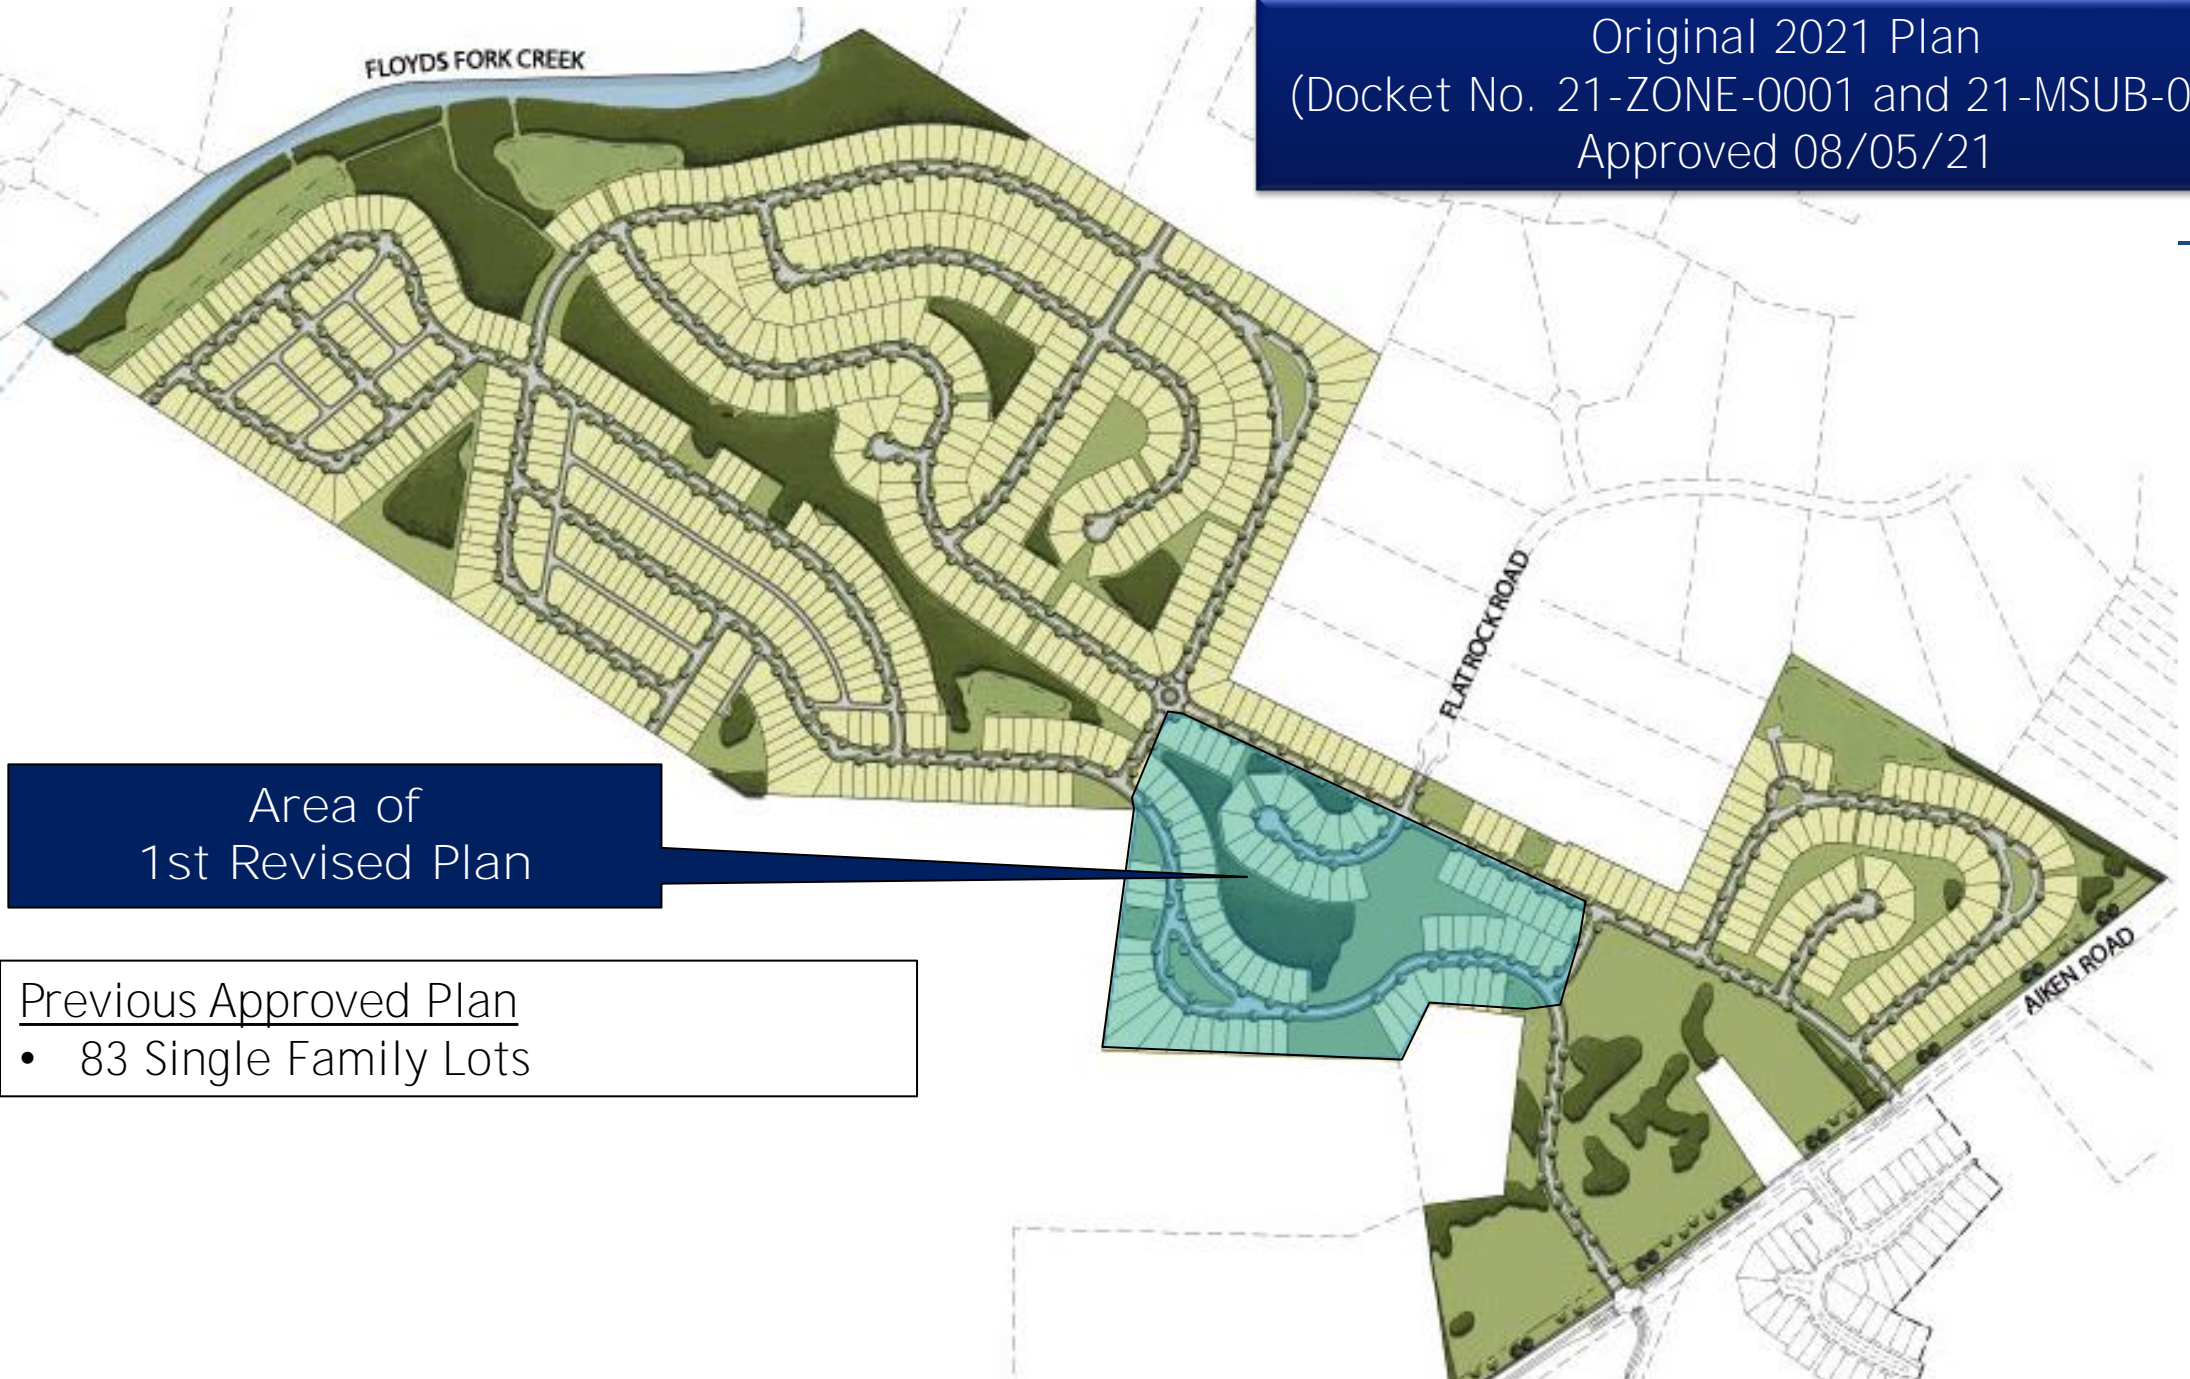 Original 2021 Plan
(Docket No. 21-ZONE-0001 and 21-MSUB-0
Approved 08/05/21
FLOYDS FORK CREEK
FLAT ROCK ROAD
Area of
1st Revised Plan
AIKEN ROAD
Previous Approved Plan
• 83 Single Family Lots